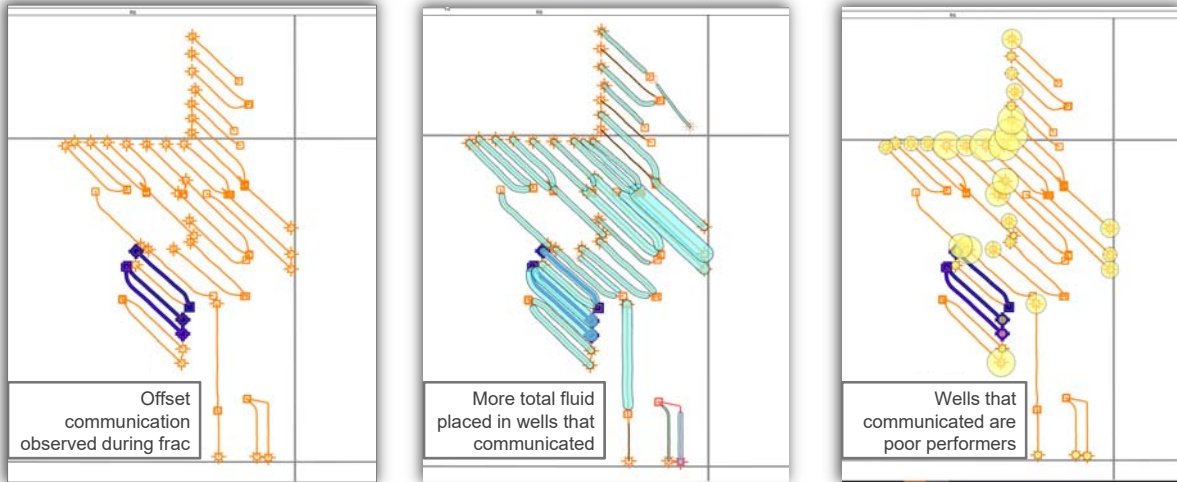 Offset
communication
observed during frac
More total fluid
placed in wells that
communicated
Wells that
communicated are
poor performers